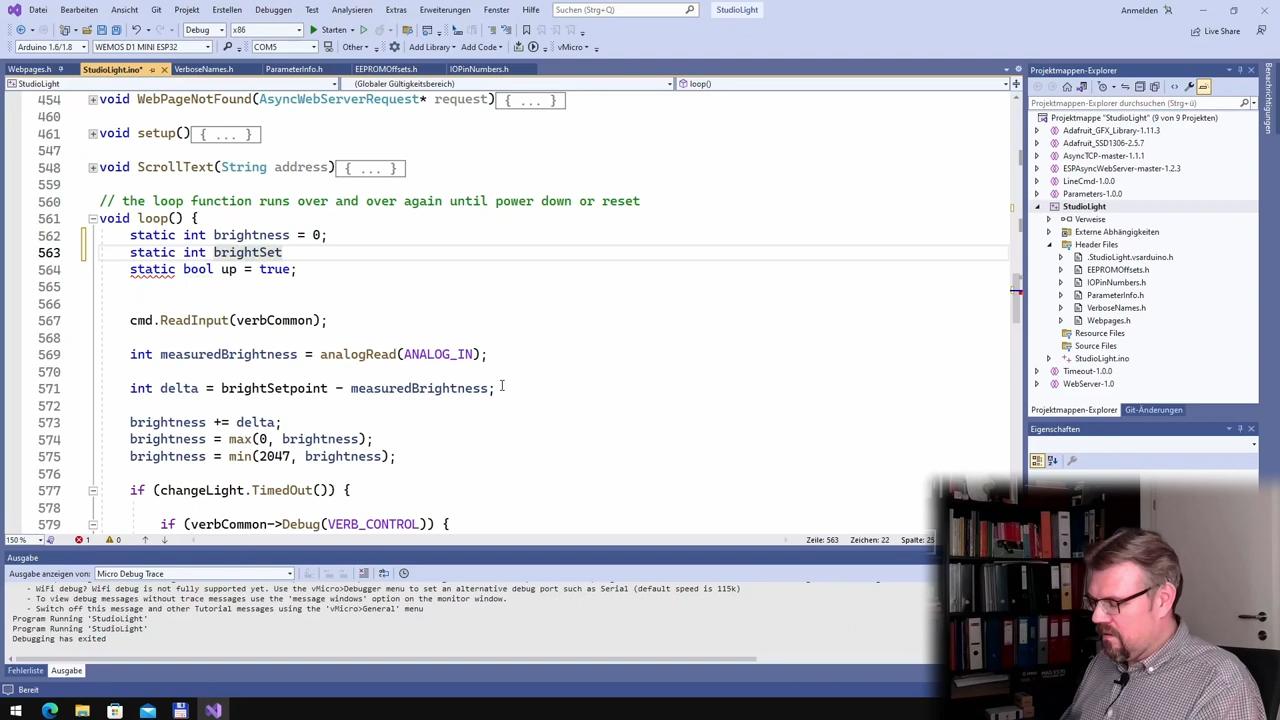 Datei Bearbeiten Ansicht Git Projekt Erstellen Debuggen Test Analysieren Extras Erweiterungen Fenster Hilfe Suchen (Strg+Q) StudioLight Anmelden
Debug x86 Starten Live Share
Arduino 1.6/1.8 WEMOS D1 MINI ESP32 COM5 Other Add Library Add Code vMicro
Webpages.h StudioLight.ino* VerboseNames.h ParameterInfo.h EEPROMOffsets.h IOPinNumbers.h
StudioLight (Globaler Gültigkeitsbereich) loop()
454 void WebPageNotFound(AsyncWebServerRequest* request){ ... }
460
461 void setup(){ ... }
547
548 void ScrollText(String address){ ... }
559
560 // the loop function runs over and over again until power down or reset
561 void loop() {
562 static int brightness = 0;
563 static int brightSet
564 static bool up = true;
565
566
567 cmd.ReadInput(verbCommon);
568
569 int measuredBrightness = analogRead(ANALOG_IN);
570
571 int delta = brightSetpoint - measuredBrightness;
572
573 brightness += delta;
574 brightness = max(0, brightness);
575 brightness = min(2047, brightness);
576
577 if (changeLight.TimedOut()) {
578
579 if (verbCommon->Debug(VERB_CONTROL)) {
150 % 1 0 Zeile: 563 Zeichen: 22 Spalte: 25
Ausgabe
Ausgabe anzeigen von: Micro Debug Trace
- WiFi debug? Wifi debug is not fully supported yet. Use the vMicro>Debugger menu to set an alternative debug port such as Serial (default speed is 115k)
- To view debug messages without trace messages use the 'message windows' option on the monitor window.
- Switch off this message and other Tutorial messages using the 'vMicro>General' menu
Program Running 'StudioLight'
Program Running 'StudioLight'
Debugging has exited
Fehlerliste Ausgabe
Bereit
Projektmappen-Explorer
Projektmappen-Explorer durchsuchen (Strg+ü)
Projektmappe "StudioLight" (9 von 9 Projekten)
Adafruit_GFX_Library-1.11.3
Adafruit_SSD1306-2.5.7
AsyncTCP-master-1.1.1
ESPAsyncWebServer-master-1.2.3
LineCmd-1.0.0
Parameters-1.0.0
StudioLight
Verweise
Externe Abhängigkeiten
Header Files
.StudioLight.vsarduino.h
EEPROMOffsets.h
IOPinNumbers.h
ParameterInfo.h
VerboseNames.h
Webpages.h
Resource Files
Source Files
StudioLight.ino
Timeout-1.0.0
WebServer-1.0
Projektmappen-Explorer Git-Änderungen
Eigenschaften
Benachrichtigungen